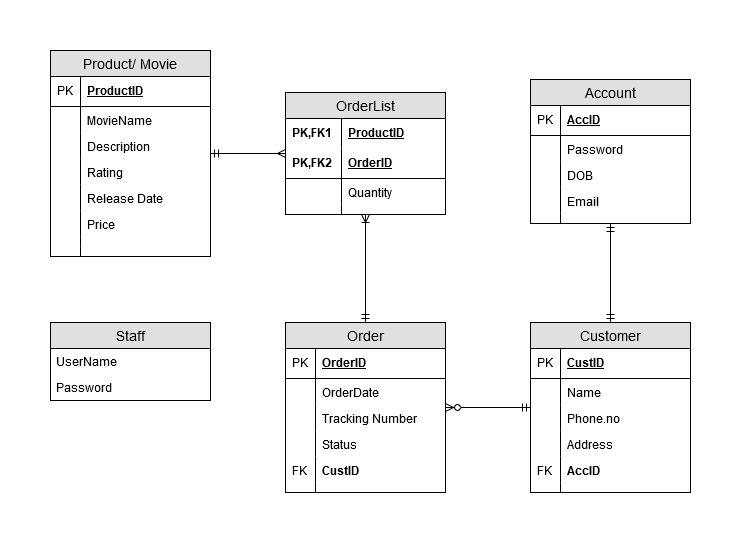 Product/ Movie
PK ProductID
MovieName
Description
Rating
Release Date
Price
OrderList
PK,FK1 ProductID
PK,FK2 OrderID
Quantity
Account
PK AccID
Password
DOB
Email
Staff
UserName
Password
Order
PK OrderID
OrderDate
Tracking Number
Status
FK CustID
Customer
PK CustID
Name
Phone.no
Address
FK AccID